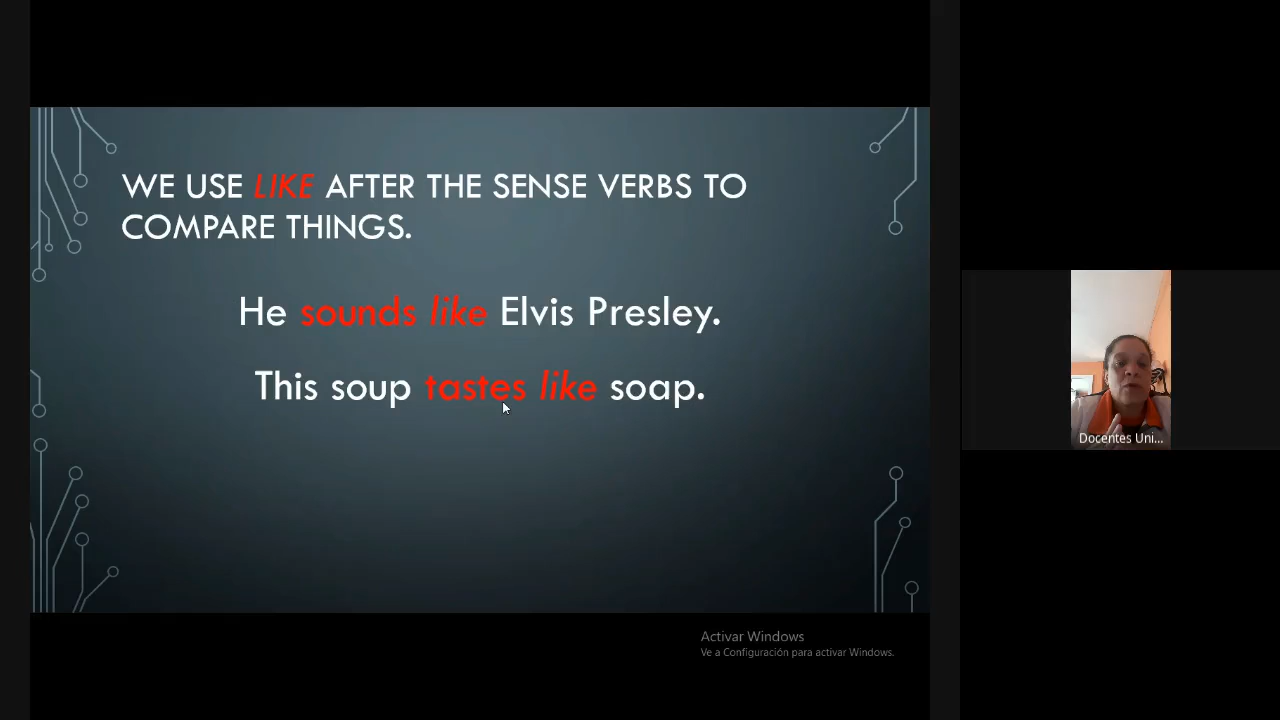 WE USE LIKE AFTER THE SENSE VERBS TO
COMPARE THINGS.
He sounds like Elvis Presley.
This soup tastes like soap.
Docentes Uni...
Activar Windows
Ve a Configuración para activar Windows.